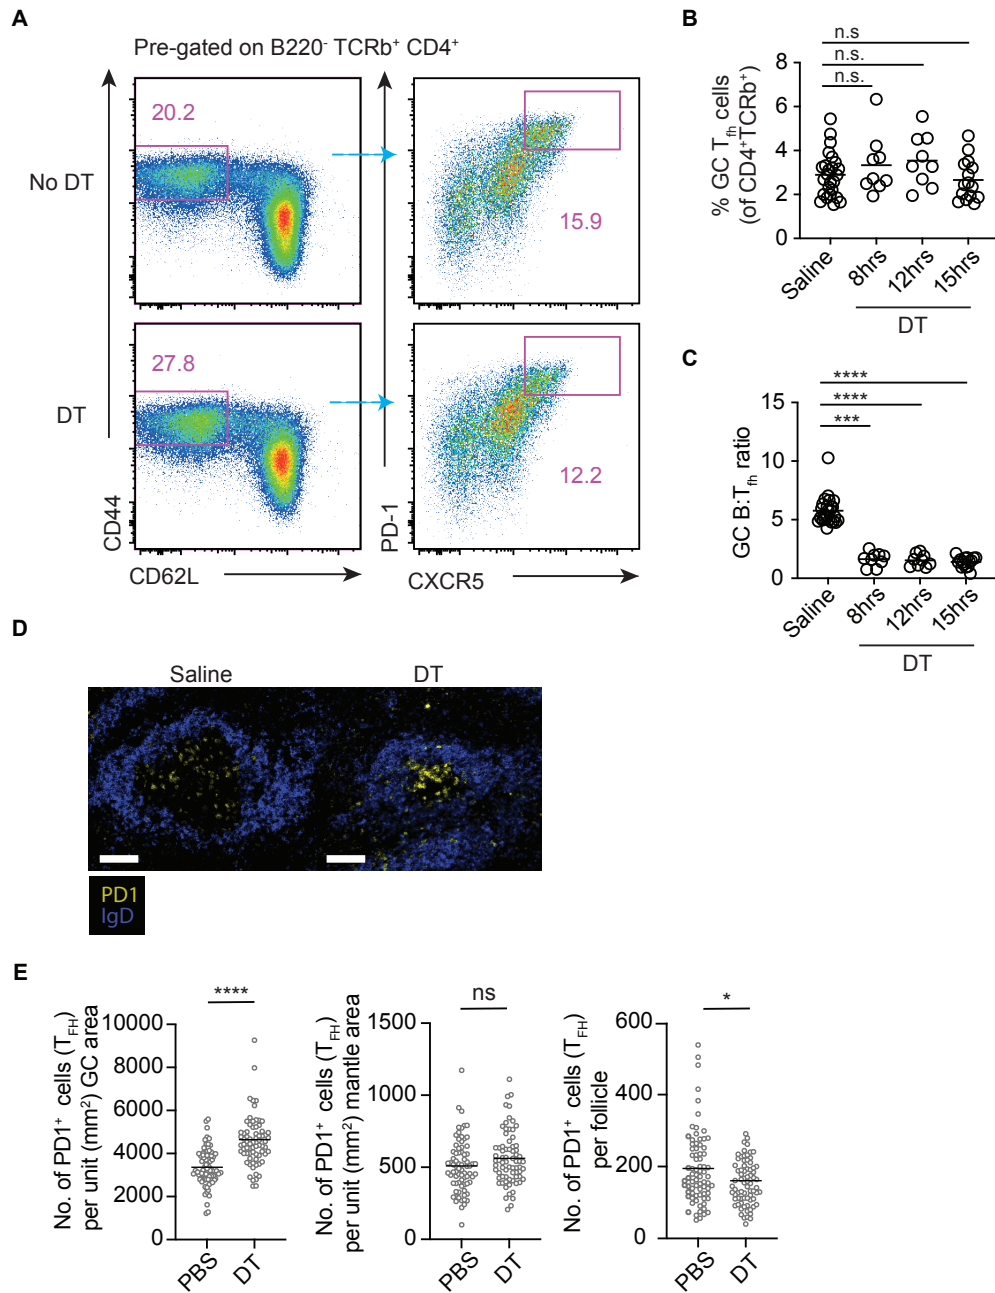 A
Pre-gated on B220- TCRb+ CD4+
No DT
20.2
15.9
DT
27.8
12.2
CD44
PD-1
CD62L
CXCR5
B
n.s
n.s.
n.s.
% GC Tfh cells
(of CD4+TCRb+)
8
6
4
2
0
Saline
8hrs
12hrs
15hrs
DT
C
****
****
***
GC B:Tfh ratio
15
10
5
0
Saline
8hrs
12hrs
15hrs
DT
D
Saline
DT
PD1
IgD
E
****
No. of PD1+ cells (TFH)
per unit (mm2) GC area
10000
8000
6000
4000
2000
0
PBS
DT
ns
No. of PD1+ cells (TFH)
per unit (mm2) mantle area
1500
1000
500
0
PBS
DT
*
No. of PD1+ cells (TFH)
per follicle
600
400
200
0
PBS
DT